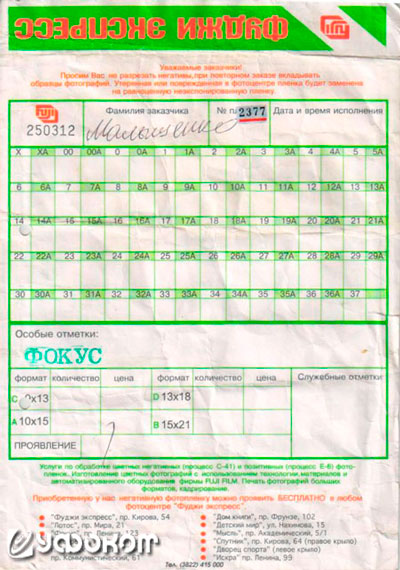 ФУДЖИ ЭКСПРЕСС
FUJI
Уважаемые заказчики!
Просим Вас не разрезать негативы, при повторном заказе вкладывать
образцы фотографий. Утерянная или поврежденная в фотоцентре пленка будет заменена
на равноценную неэкспонированную пленку.
FUJI
250312
Фамилия заказчика
№ п/
2377
Дата и время исполнения
Малышенко
X XA 00 00A 0 0A 1 1A 2 2A 3 3A 4 4A 5 5A
6 6A 7 7A 8 8A 9 9A 10 10A 11 11A 12 12A 13 13A
14 14A 15 15A 16 16A 17 17A 18 18A 19 19A 20 20A 21 21A
22 22A 23 23A 24 24A 25 25A 26 26A 27 27A 28 28A 29 29A
30 30A 31 31A 32 32A 33 33A 34 34A 35 35A 36 36A 37
Особые отметки:
ФОКУС
формат количество цена формат количество цена Служебные отметки:
C 9x13 D 13x18
A 10x15 B 15x21
ПРОЯВЛЕНИЕ
Услуги по обработке цветных негативных (процесс С-41) и позитивных (процесс Е-6) фото-
пленок. Изготовление цветных фотографий с использованием технологии, материалов и
автоматизированного оборудования фирмы FUJI FILM. Печать фотографий больших
форматов, кадрирование.
Приобретенную у нас негативную фотопленку можно проявить БЕСПЛАТНО в любом
фотоцентре "Фуджи экспресс".
"Фуджи экспресс", пр. Кирова, 54
"Лотос", пр. Мира, 21
Ленина, 123
пр. Коммунистический, 61
"Дом книги", пр. Фрунзе, 102
"Детский мир", ул. Нахимова, 15
"Мысль", пр. Академический, 5/1
"Спутник", пр. Кирова, 64 (правое крыло)
"Дворец спорта" (левое крыло)
"Искра" пр. Ленина, 99
Тел. (3822) 415 000
УФОКОМ